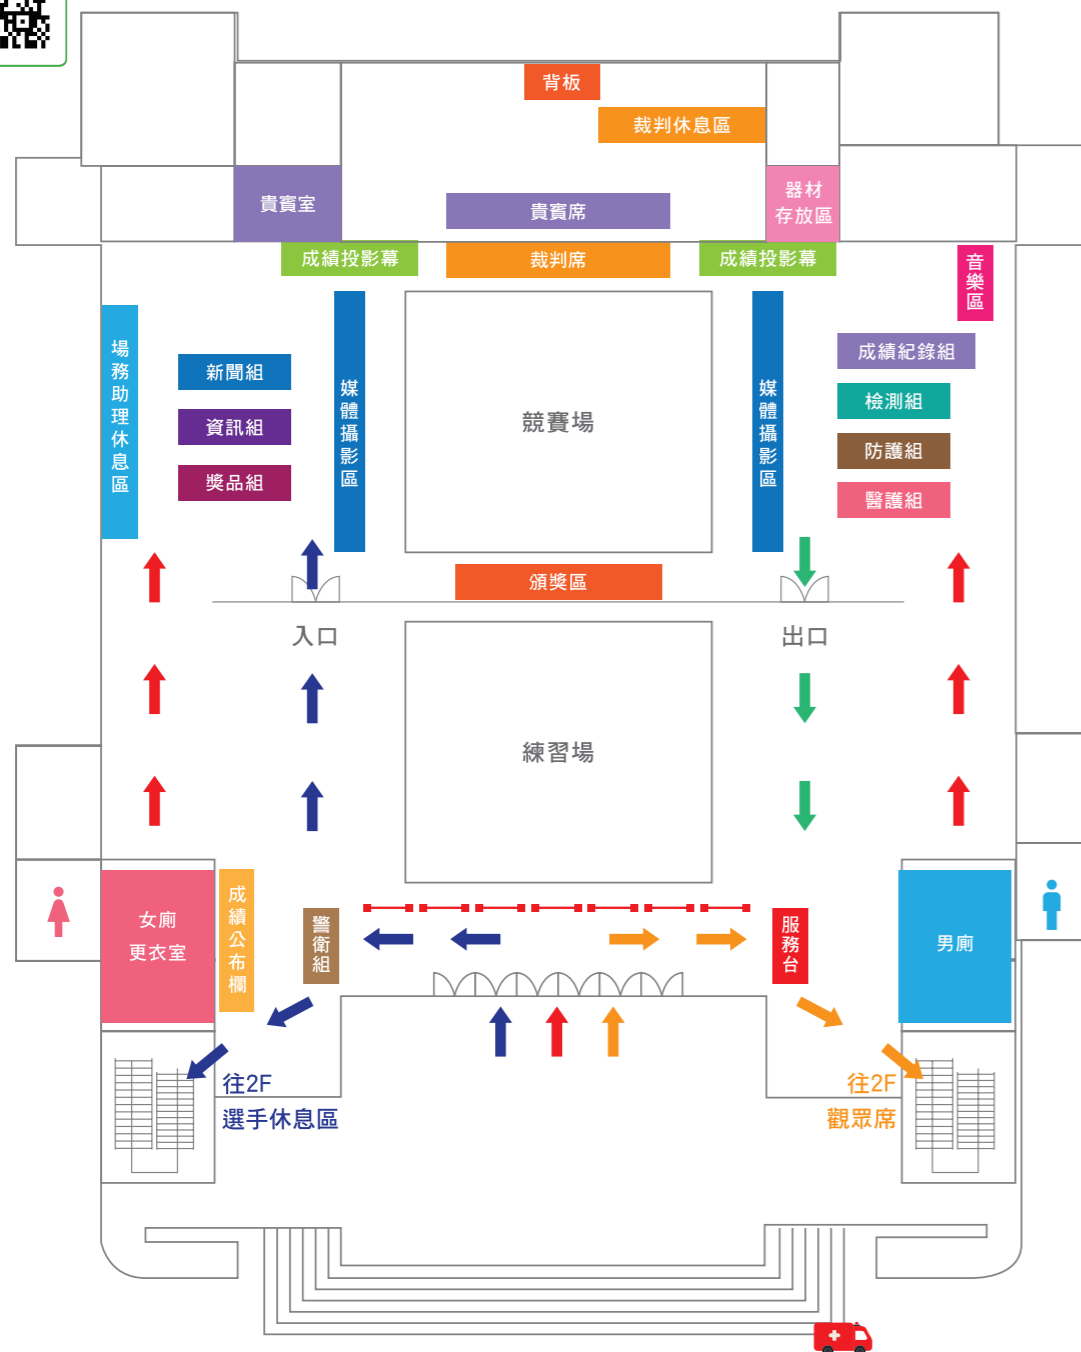 背板
裁判休息區
貴賓室
貴賓席
器材
存放區
成績投影幕
裁判席
成績投影幕
音樂區
場務助理休息區
新聞組
資訊組
獎品組
媒體攝影區
競賽場
媒體攝影區
成績紀錄組
檢測組
防護組
醫護組
頒獎區
入口
出口
練習場
女廁
更衣室
成績公布欄
警衛組
服務台
男廁
往2F
選手休息區
往2F
觀眾席